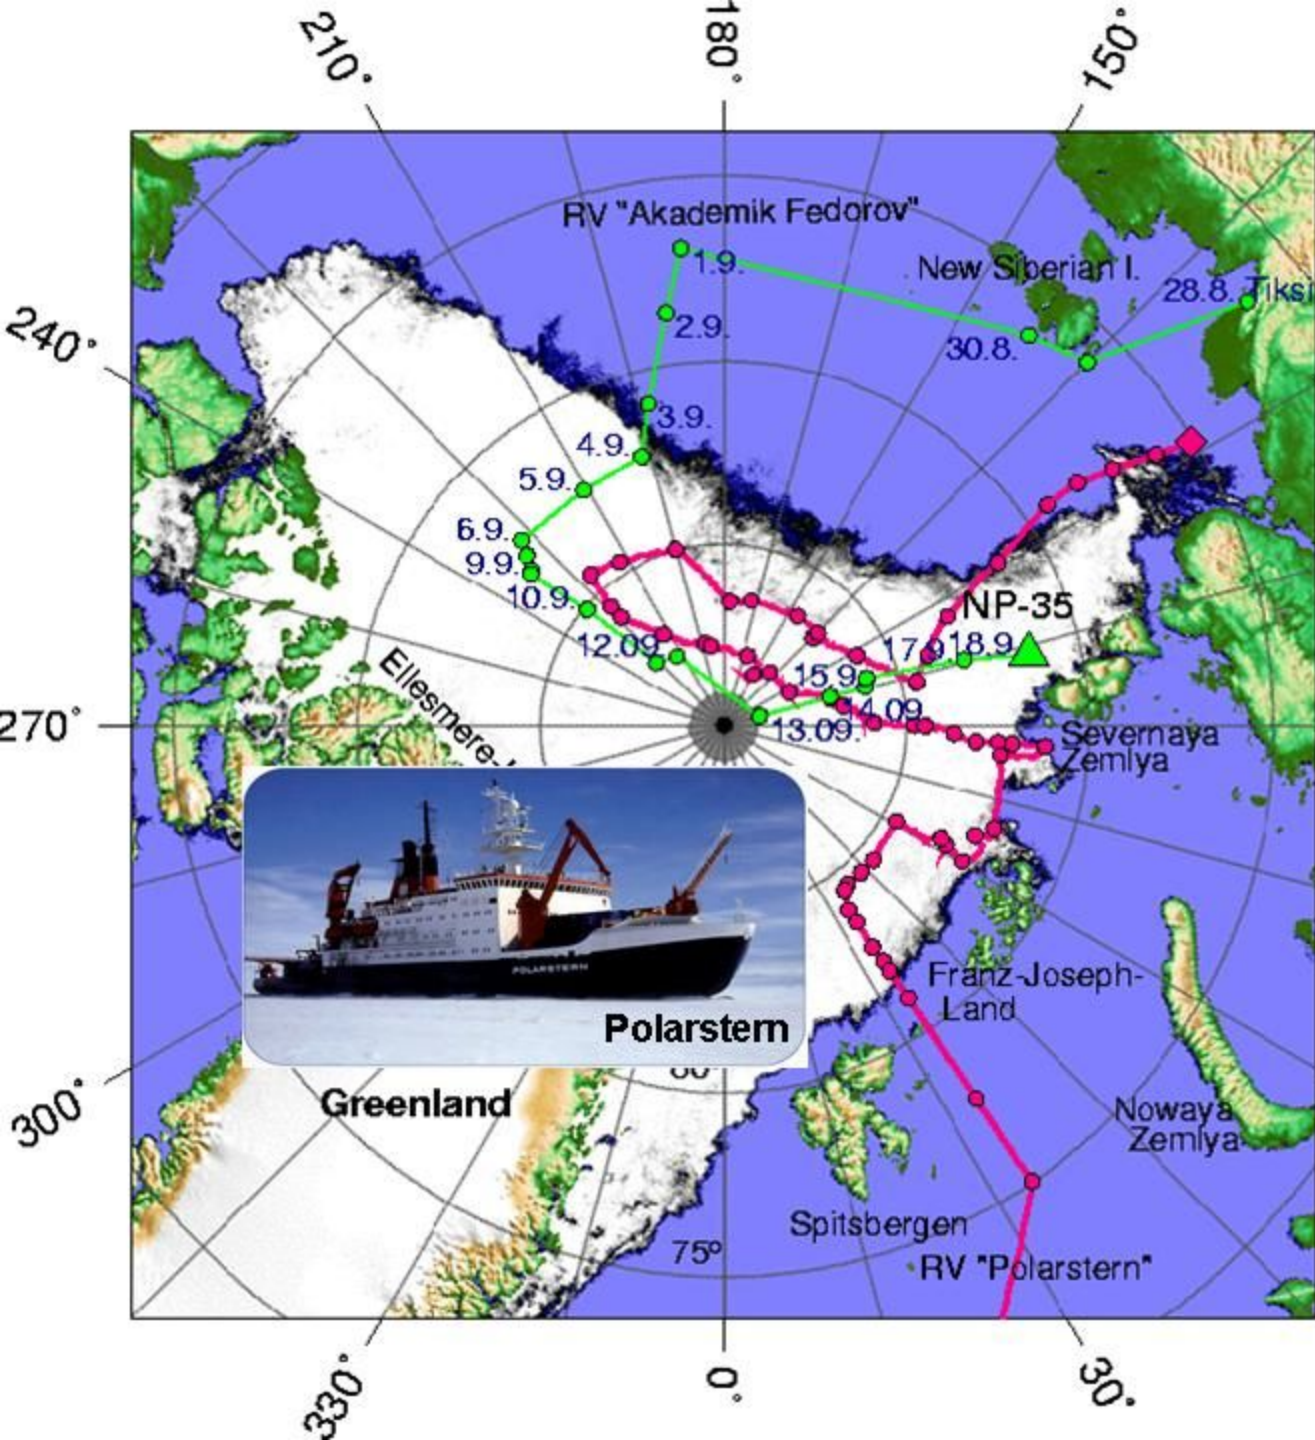 210°
180°
150°
RV "Akademik Fedorov"
1.9.
New Siberian I.
28.8. Tiksi
2.9.
240°
30.8.
3.9.
4.9.
5.9.
6.9.
9.9.
10.9.
NP-35
12.09
17.9
18.9
15.9
Ellesmere-
14.09
270°
13.09.
Severnaya
Zemlya
POLARSTERN
Polarstern
Franz-Joseph-
Land
300°
Greenland
Nowaya
Zemlya
Spitsbergen
75°
RV "Polarstern"
330°
0°
30°